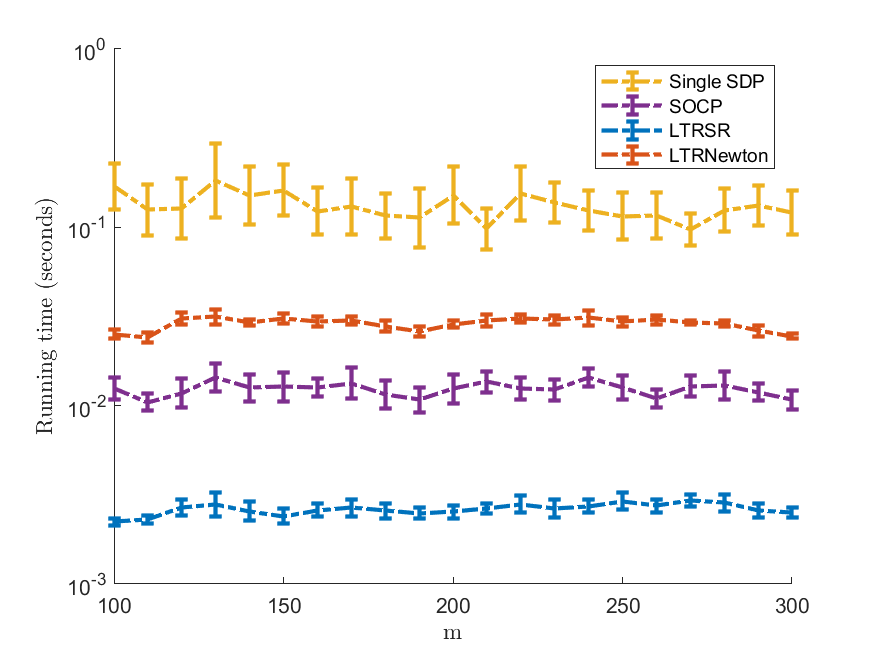 10^0
10^-1
10^-2
10^-3
Running time (seconds)
Single SDP
SOCP
LTRSR
LTRNewton
100
150
200
250
300
m